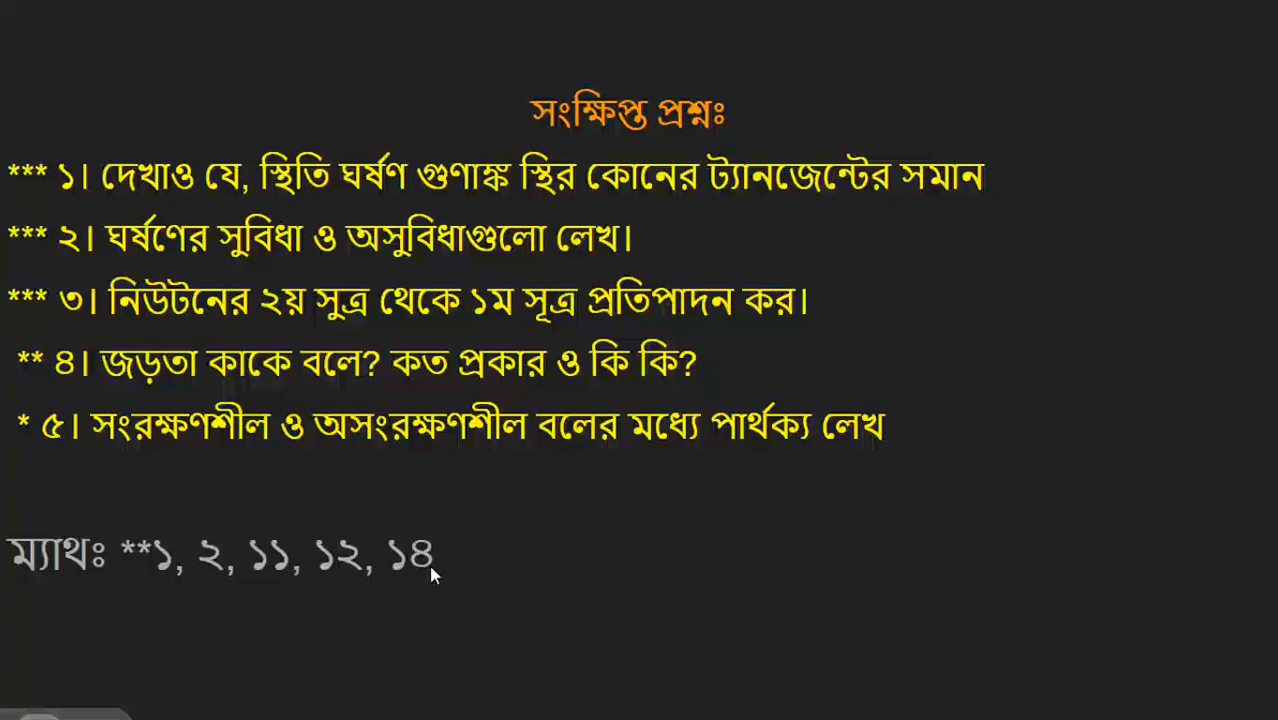 সংক্ষিপ্ত প্রশ্নঃ
*** ১। দেখাও যে, স্থিতি ঘর্ষণ গুণাঙ্ক স্থির কোনের ট্যানজেন্টের সমান
*** ২। ঘর্ষণের সুবিধা ও অসুবিধাগুলো লেখ।
*** ৩। নিউটনের ২য় সুত্র থেকে ১ম সূত্র প্রতিপাদন কর।
** ৪। জড়তা কাকে বলে? কত প্রকার ও কি কি?
* ৫। সংরক্ষণশীল ও অসংরক্ষণশীল বলের মধ্যে পার্থক্য লেখ
ম্যাথঃ **১, ২, ১১, ১২, ১৪